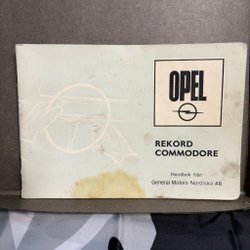 OPEL
REKORD
COMMODORE
Handbok från
General Motors Nordiska AB